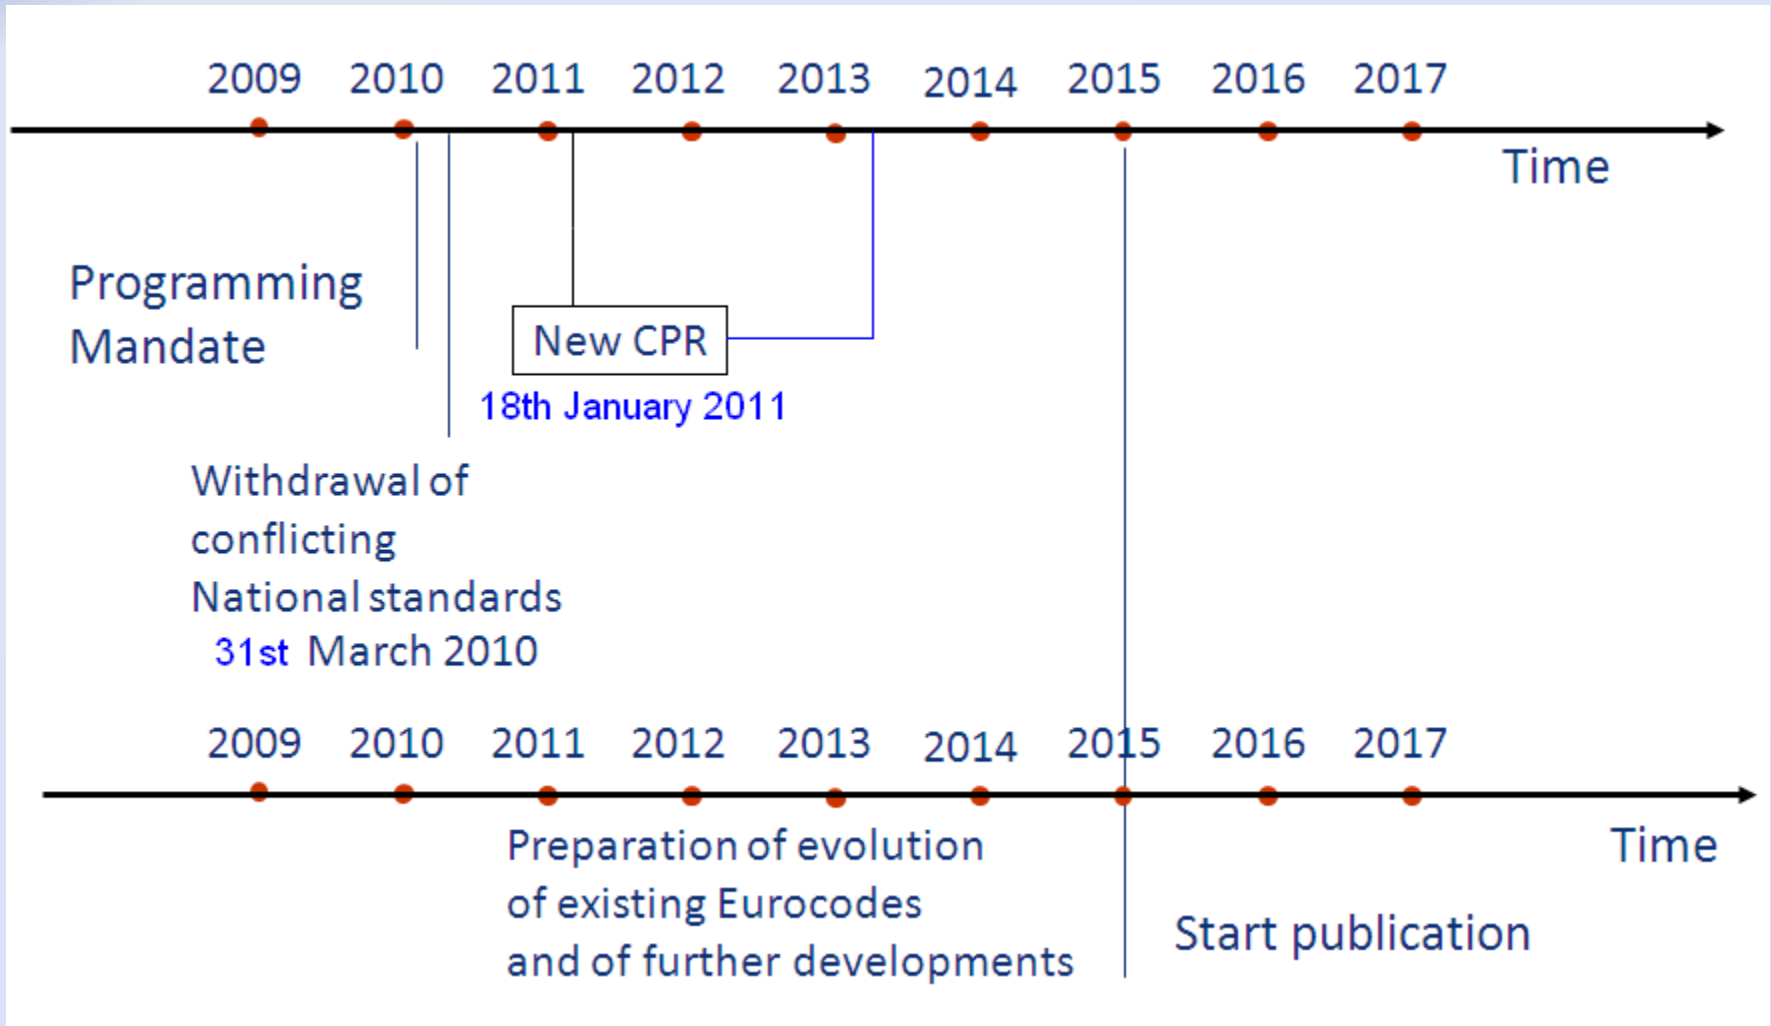 2009 2010 2011 2012 2013 2014 2015 2016 2017
Time
Programming
Mandate
New CPR
18th January 2011
Withdrawal of
conflicting
National standards
31st March 2010
2009 2010 2011 2012 2013 2014 2015 2016 2017
Time
Preparation of evolution
of existing Eurocodes
and of further developments
Start publication